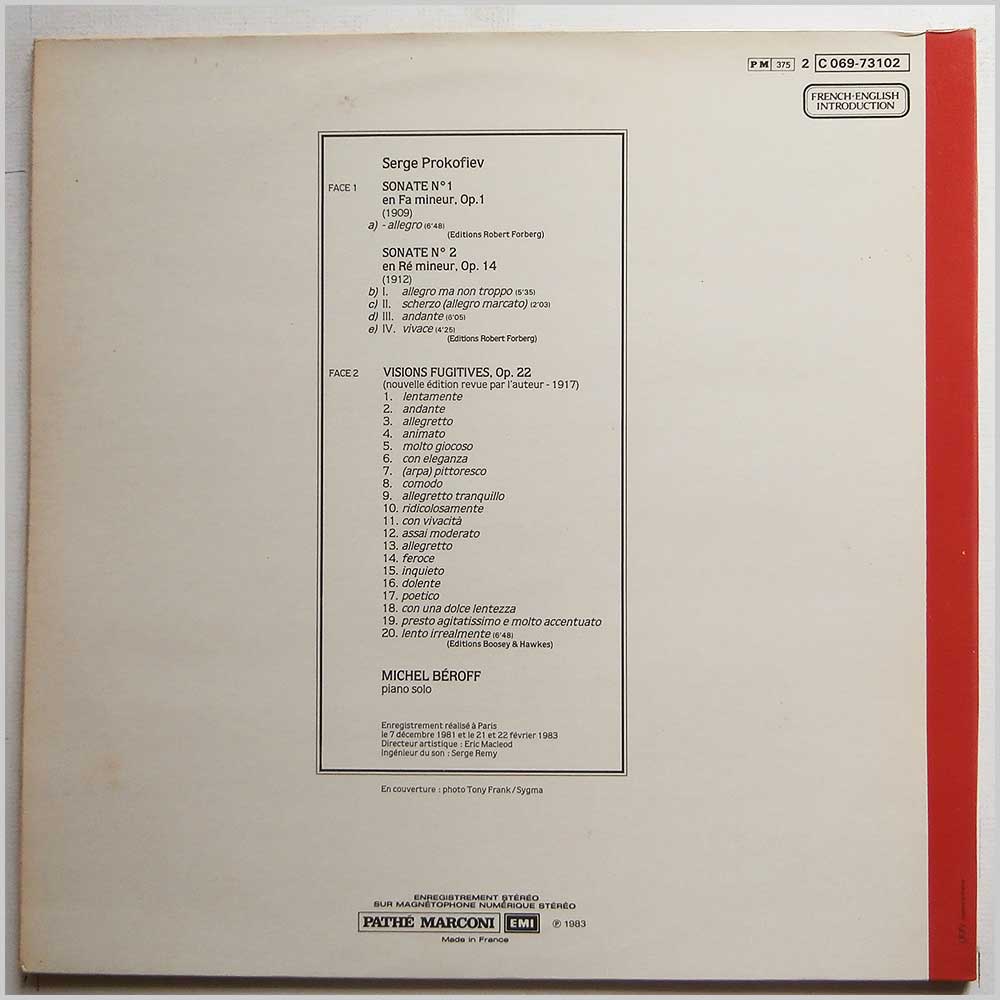 PM 375 2 C 069-73102
FRENCH-ENGLISH
INTRODUCTION
Serge Prokofiev
FACE 1 SONATE N° 1
en Fa mineur, Op.1
(1909)
a) - allegro (6'48)
(Editions Robert Forberg)
SONATE N° 2
en Ré mineur, Op. 14
(1912)
b) I. allegro ma non troppo (5'35)
c) II. scherzo (allegro marcato) (2'03)
d) III. andante (6'05)
e) IV. vivace (4'25)
(Editions Robert Forberg)
FACE 2 VISIONS FUGITIVES, Op. 22
(nouvelle édition revue par l'auteur - 1917)
1. lentamente
2. andante
3. allegretto
4. animato
5. molto giocoso
6. con eleganza
7. (arpa) pittoresco
8. comodo
9. allegretto tranquillo
10. ridicolosamente
11. con vivacità
12. assai moderato
13. allegretto
14. feroce
15. inquieto
16. dolente
17. poetico
18. con una dolce lentezza
19. presto agitatissimo e molto accentuato
20. lento irrealmente (6'48)
(Editions Boosey & Hawkes)
MICHEL BÉROFF
piano solo
Enregistrement réalisé à Paris
le 7 décembre 1981 et le 21 et 22 février 1983
Directeur artistique : Eric Macleod
Ingénieur du son : Serge Remy
En couverture : photo Tony Frank / Sygma
ENREGISTREMENT STÉRÉO
SUR MAGNÉTOPHONE NUMÉRIQUE STÉRÉO
PATHÉ MARCONI EMI ℗ 1983
Made in France